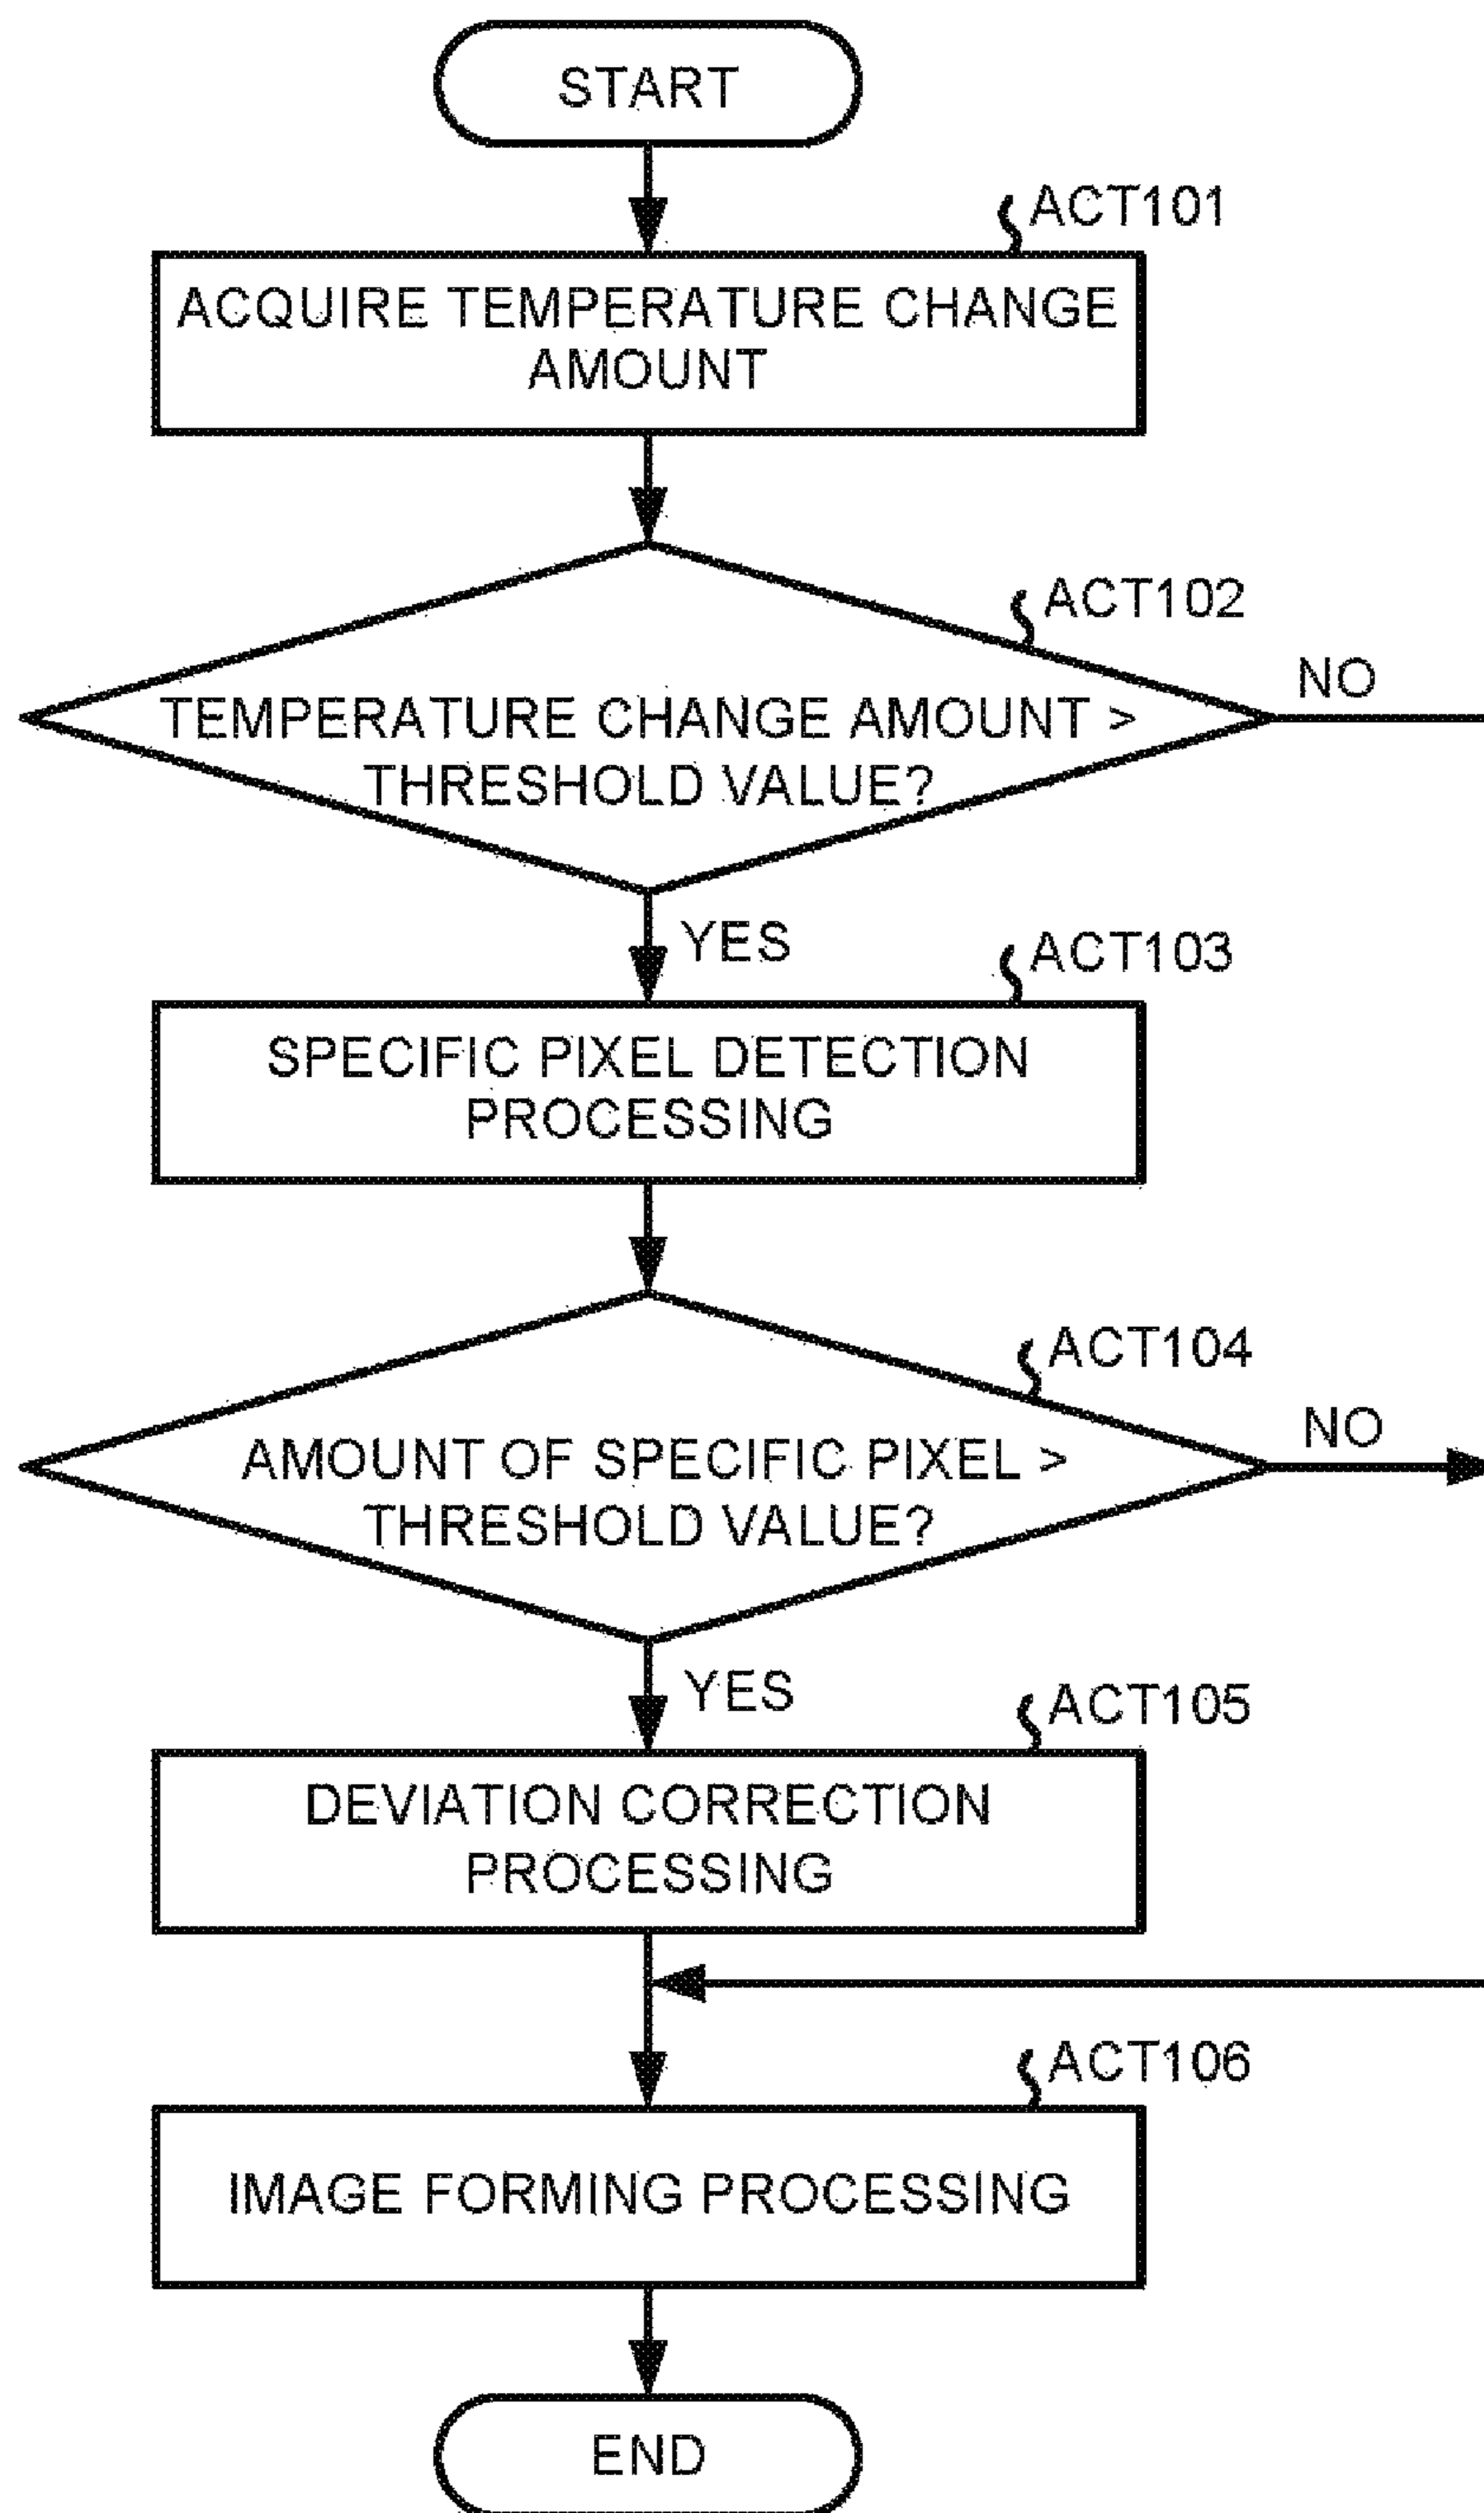 START
ACT101
ACQUIRE TEMPERATURE CHANGE
AMOUNT
ACT102
NO
TEMPERATURE CHANGE AMOUNT >
THRESHOLD VALUE?
YES
ACT103
SPECIFIC PIXEL DETECTION
PROCESSING
ACT104
NO
AMOUNT OF SPECIFIC PIXEL >
THRESHOLD VALUE?
YES
ACT105
DEVIATION CORRECTION
PROCESSING
ACT106
IMAGE FORMING PROCESSING
END